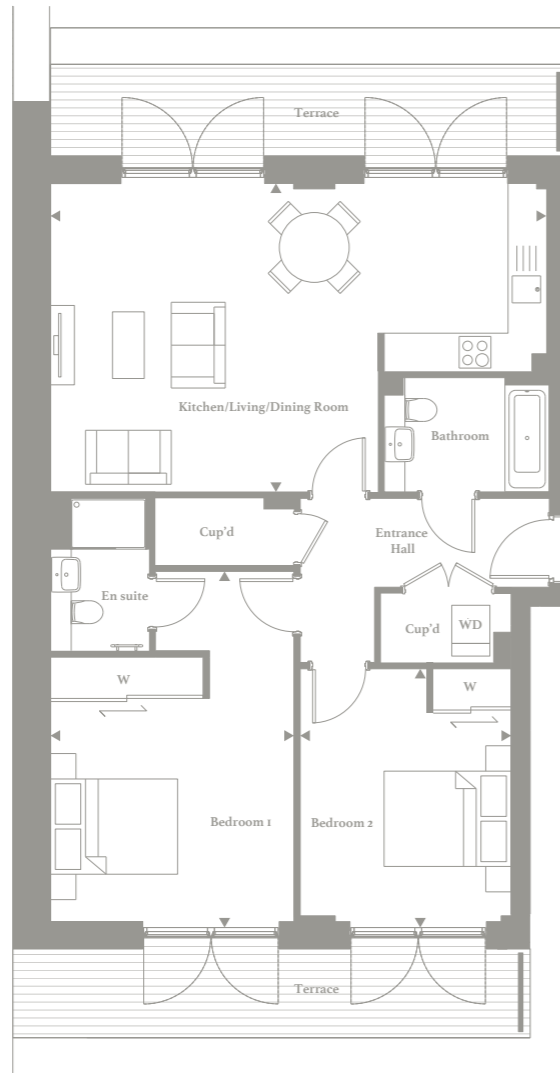 Terrace
Kitchen/Living/Dining Room
Bathroom
Cup'd
Entrance
Hall
En suite
Cup'd
WD
W
W
Bedroom 1
Bedroom 2
Terrace